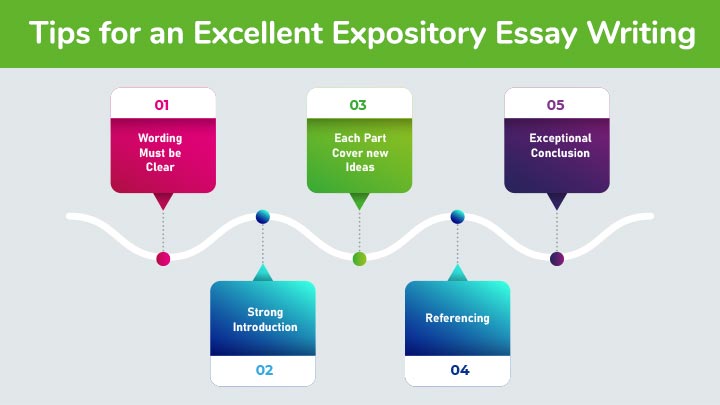 Tips for an Excellent Expository Essay Writing
01
Wording
Must be
Clear
02
Strong
Introduction
03
Each Part
Cover new
Ideas
04
Referencing
05
Exceptional
Conclusion